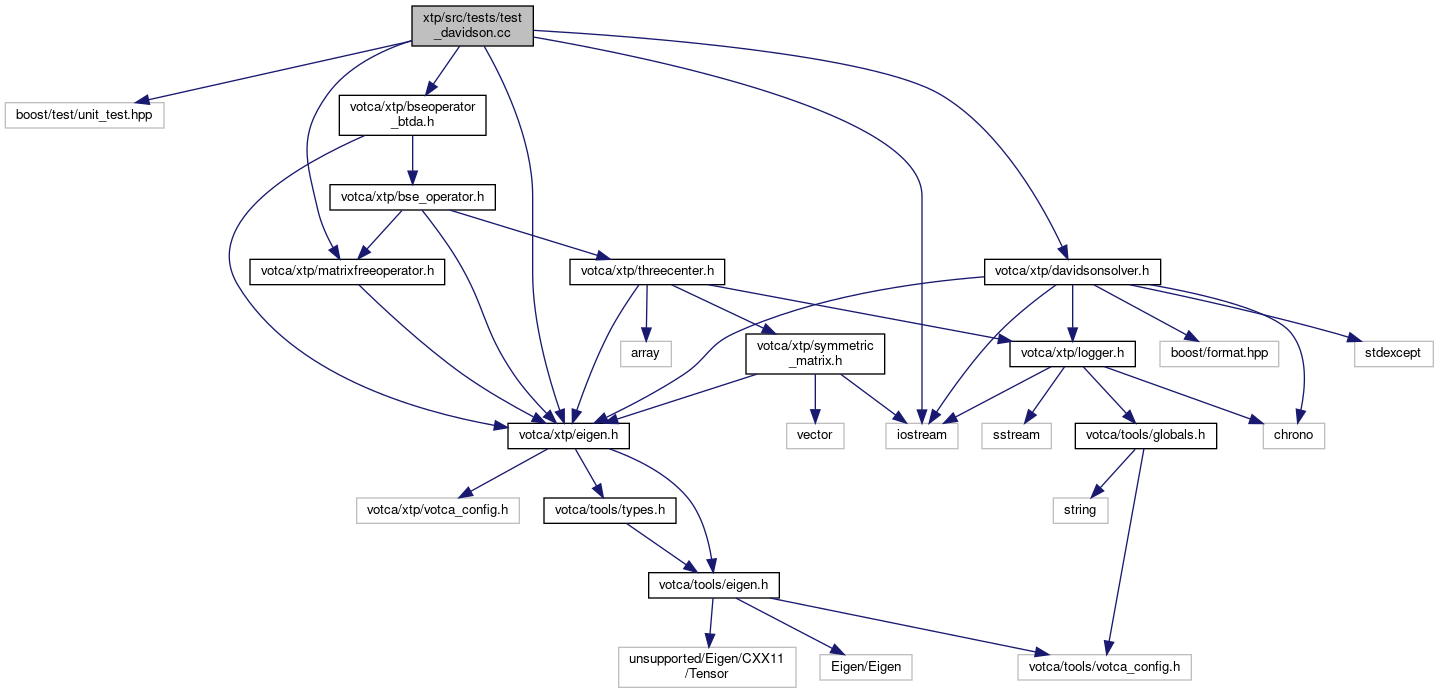 xtp/src/tests/test
_davidson.cc
boost/test/unit_test.hpp
votca/xtp/bseoperator
_btda.h
votca/xtp/bse_operator.h
votca/xtp/matrixfreeoperator.h
votca/xtp/threecenter.h
votca/xtp/davidsonsolver.h
array
votca/xtp/symmetric
_matrix.h
votca/xtp/logger.h
boost/format.hpp
stdexcept
votca/xtp/eigen.h
vector
iostream
sstream
votca/tools/globals.h
chrono
votca/xtp/votca_config.h
votca/tools/types.h
string
votca/tools/eigen.h
unsupported/Eigen/CXX11
/Tensor
Eigen/Eigen
votca/tools/votca_config.h